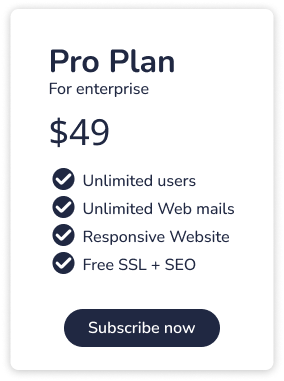 Pro Plan
For enterprise
$49
Unlimited users
Unlimited Web mails
Responsive Website
Free SSL + SEO
Subscribe now